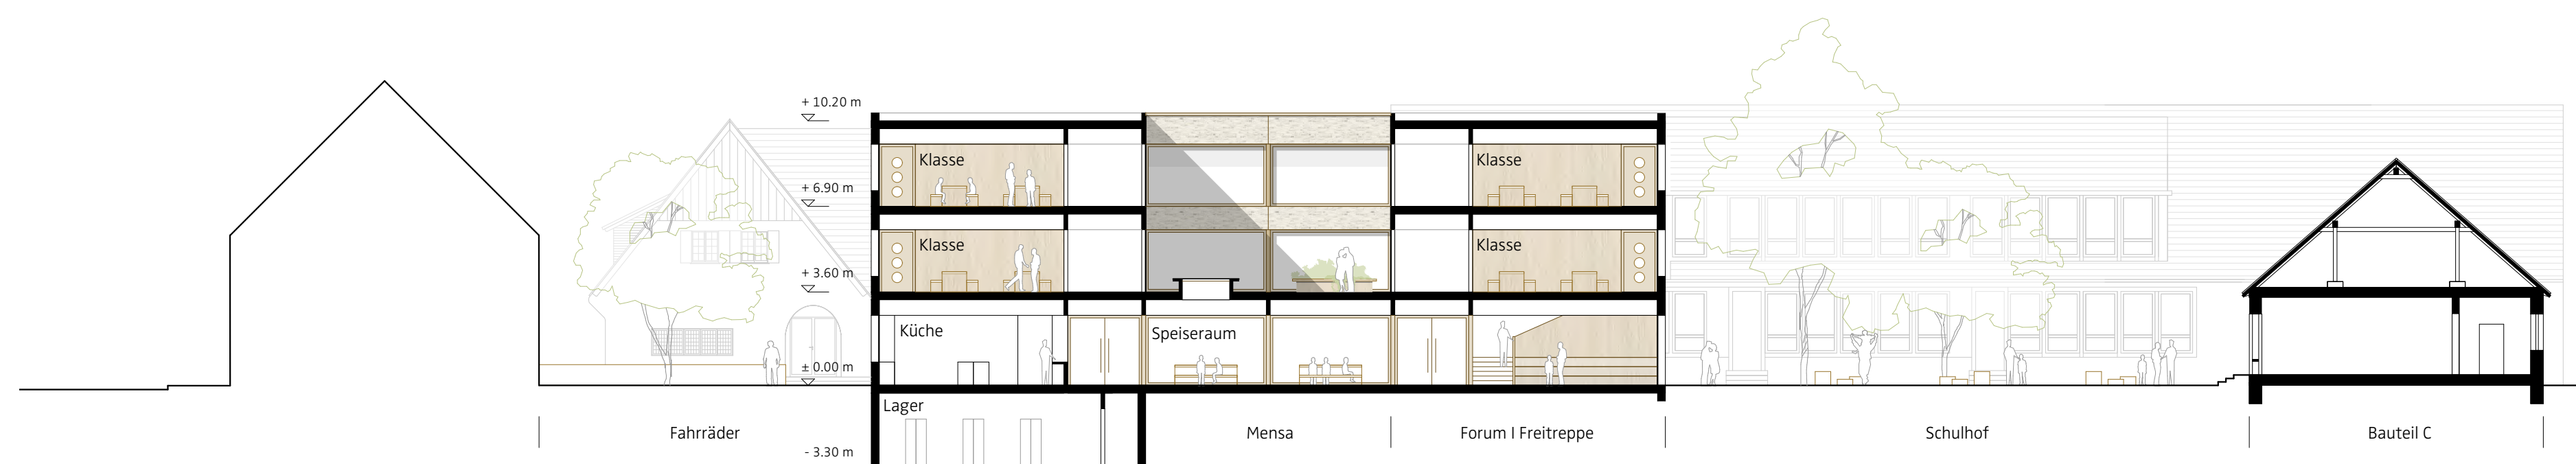 + 10.20 m
Klasse
Klasse
+ 6.90 m
Klasse
Klasse
+ 3.60 m
Küche
Speiseraum
± 0.00 m
Lager
Fahrräder
Mensa
Forum I Freitreppe
Schulhof
Bauteil C
- 3.30 m